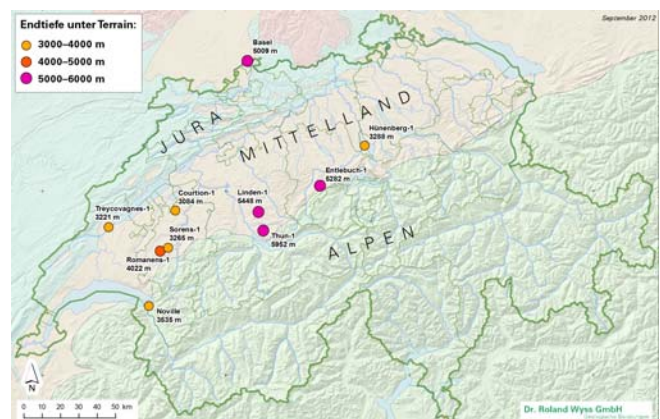 Endtiefe unter Terrain:
3000–4000 m
4000–5000 m
5000–6000 m
September 2012
Basel
5009 m
JURA
MITTELLAND
Hünenberg-1
3288 m
Entlebuch-1
5282 m
Treycovagnes-1
3221 m
Courtion-1
3084 m
Linden-1
5448 m
Sorens-1
3265 m
Thun-1
5952 m
Romanens-1
4022 m
ALPEN
Noville
3535 m
N
0 10 20 30 40 50 km
Dr. Roland Wyss GmbH